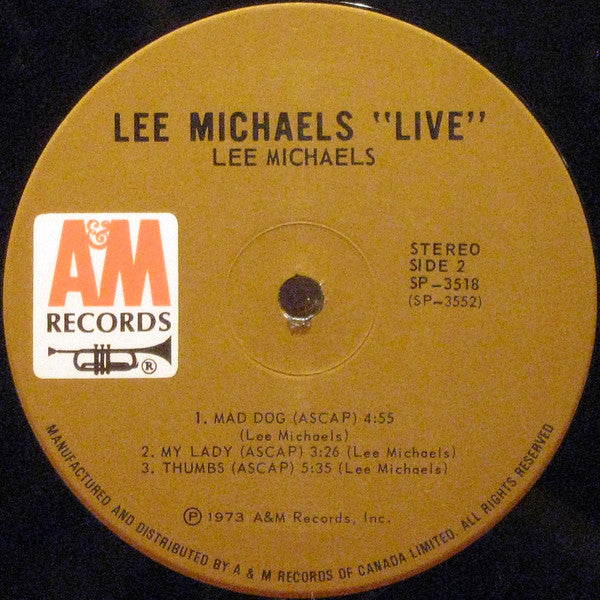 LEE MICHAELS "LIVE"
LEE MICHAELS
A&M
RECORDS
®
STEREO
SIDE 2
SP-3518
(SP-3552)
1. MAD DOG (ASCAP) 4:55
(Lee Michaels)
2. MY LADY (ASCAP) 3:26 (Lee Michaels)
3. THUMBS (ASCAP) 5:35 (Lee Michaels)
℗ 1973 A&M Records, Inc.
MANUFACTURED AND DISTRIBUTED BY A & M RECORDS OF CANADA LIMITED. ALL RIGHTS RESERVED